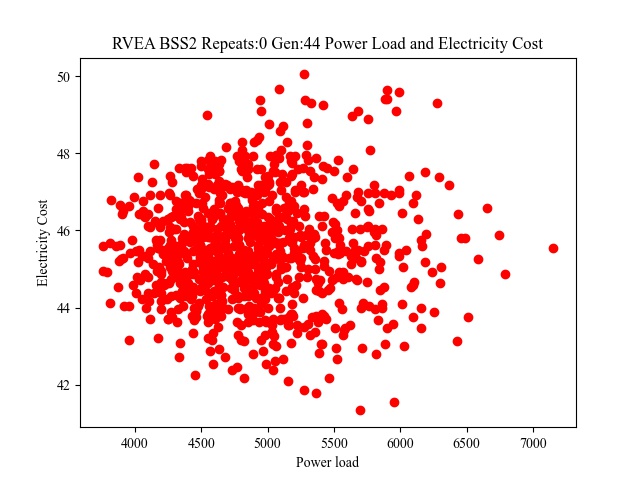 RVEA BSS2 Repeats:0 Gen:44 Power Load and Electricity Cost
50
48
46
44
42
Electricity Cost
4000 4500 5000 5500 6000 6500 7000
Power load